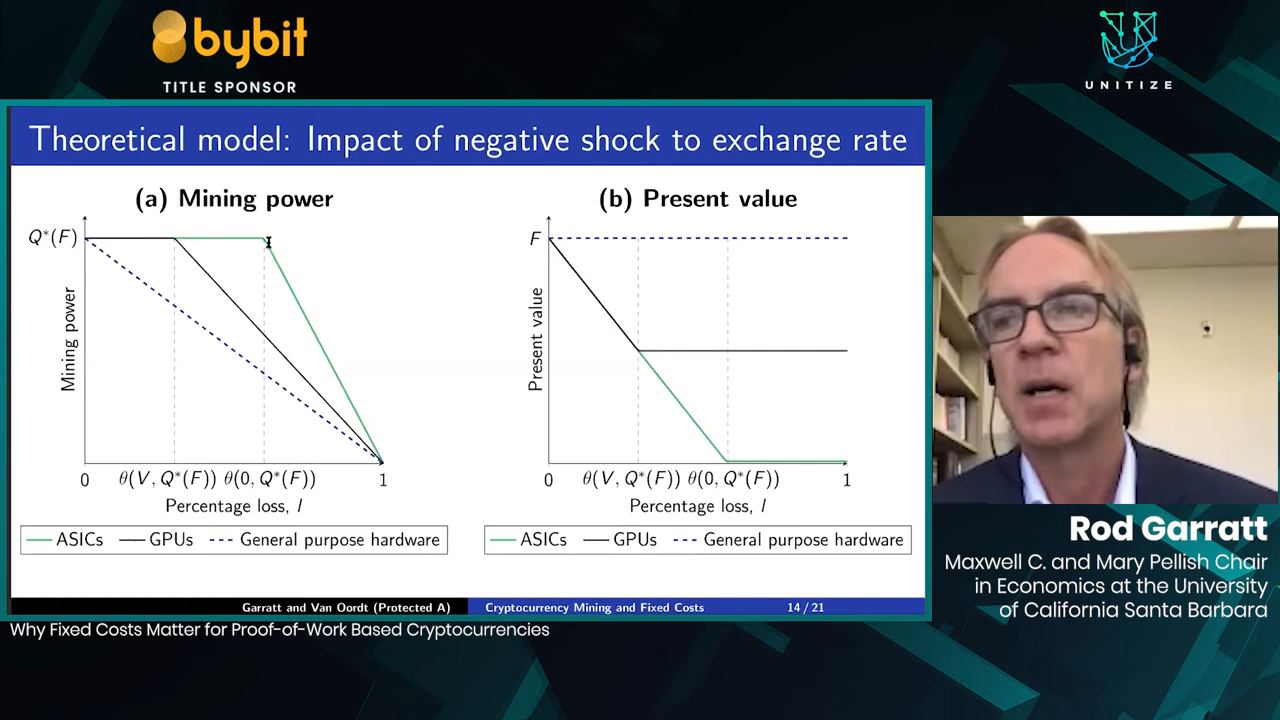 bybit
TITLE SPONSOR
UNITIZE
Theoretical model: Impact of negative shock to exchange rate
(a) Mining power
Q*(F)
Mining power
0
θ(V, Q*(F))
θ(0, Q*(F))
1
Percentage loss, l
ASICs
GPUs
General purpose hardware
(b) Present value
F
Present value
0
θ(V, Q*(F))
θ(0, Q*(F))
1
Percentage loss, l
ASICs
GPUs
General purpose hardware
Garratt and Van Oordt (Protected A)
Cryptocurrency Mining and Fixed Costs
14 / 21
Why Fixed Costs Matter for Proof-of-Work Based Cryptocurrencies
Rod Garratt
Maxwell C. and Mary Pellish Chair
in Economics at the University
of California Santa Barbara